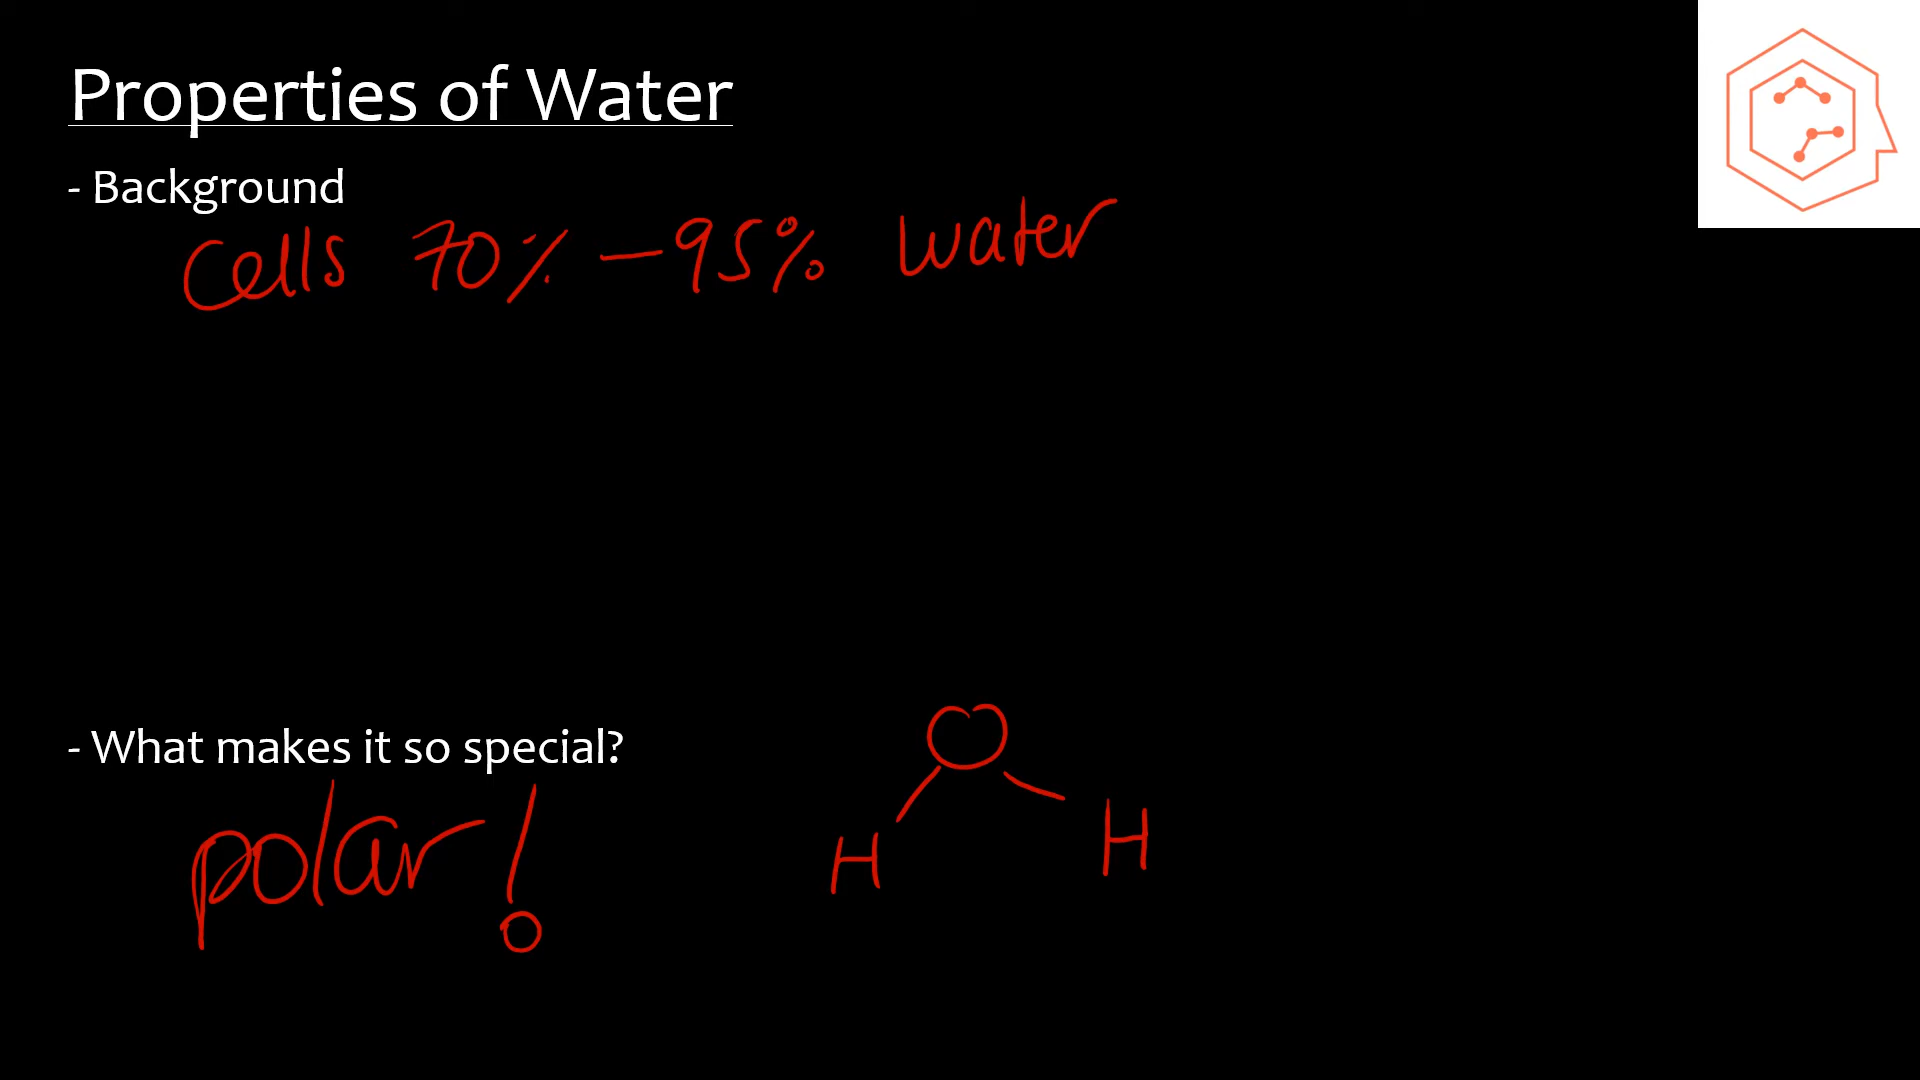 Properties of Water
- Background
Cells 70% - 95% water
- What makes it so special?
polar!
O
H H